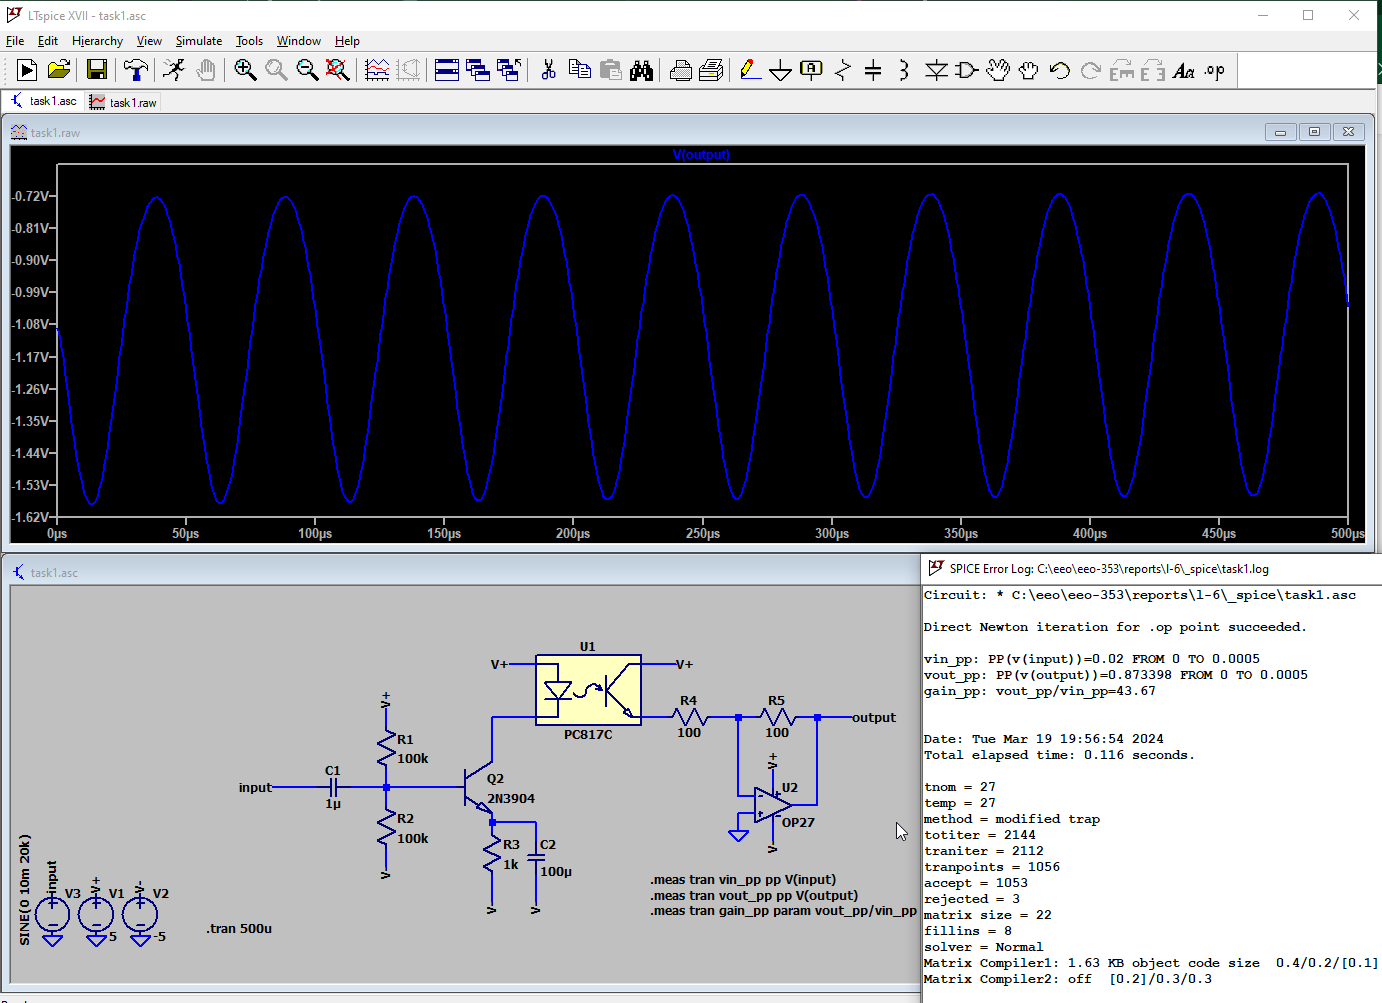 LTspice XVII - task1.asc
File Edit Hierarchy View Simulate Tools Window Help
task1.asc task1.raw
task1.raw
V(output)
-0.72V
-0.81V
-0.90V
-0.99V
-1.08V
-1.17V
-1.26V
-1.35V
-1.44V
-1.53V
-1.62V
0µs 50µs 100µs 150µs 200µs 250µs 300µs 350µs 400µs 450µs 500µs
task1.asc
U1
V+ V+
PC817C
V+
R1
100k
input
C1
1µ
R2
100k
V-
Q2
2N3904
R3
1k
C2
100µ
V- V-
R4
100
R5
100
output
V+
U2
OP27
V-
SINE(0 10m 20k)
input
V3
V+
V1
5
V-
V2
-5
.tran 500u
.meas tran vin_pp pp V(input)
.meas tran vout_pp pp V(output)
.meas tran gain_pp param vout_pp/vin_pp
SPICE Error Log: C:\eeo\eeo-353\reports\l-6\_spice\task1.log
Circuit: * C:\eeo\eeo-353\reports\l-6\_spice\task1.asc
Direct Newton iteration for .op point succeeded.
vin_pp: PP(v(input))=0.02 FROM 0 TO 0.0005
vout_pp: PP(v(output))=0.873398 FROM 0 TO 0.0005
gain_pp: vout_pp/vin_pp=43.67
Date: Tue Mar 19 19:56:54 2024
Total elapsed time: 0.116 seconds.
tnom = 27
temp = 27
method = modified trap
totiter = 2144
traniter = 2112
tranpoints = 1056
accept = 1053
rejected = 3
matrix size = 22
fillins = 8
solver = Normal
Matrix Compiler1: 1.63 KB object code size 0.4/0.2/[0.1]
Matrix Compiler2: off [0.2]/0.3/0.3